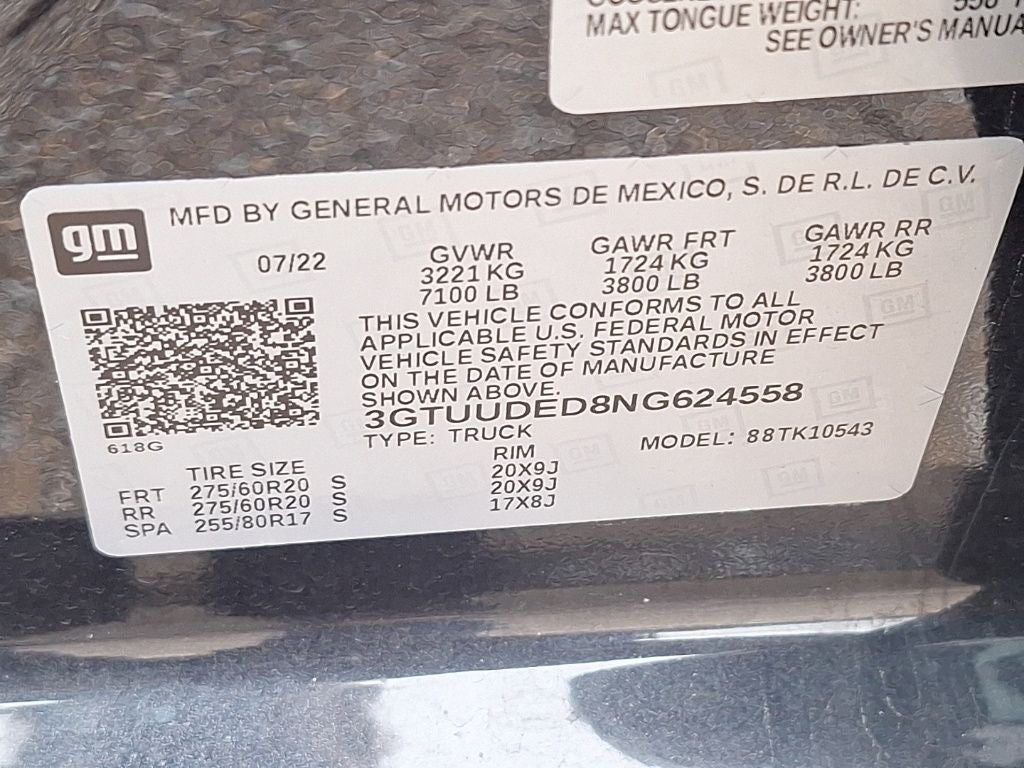 MAX TONGUE WEIGHT:
SEE OWNER'S MANUA
gm
MFD BY GENERAL MOTORS DE MEXICO, S. DE R.L. DE C.V.
07/22
GVWR GAWR FRT GAWR RR
3221 KG 1724 KG 1724 KG
7100 LB 3800 LB 3800 LB
THIS VEHICLE CONFORMS TO ALL
APPLICABLE U.S. FEDERAL MOTOR
VEHICLE SAFETY STANDARDS IN EFFECT
ON THE DATE OF MANUFACTURE
SHOWN ABOVE.
3GTUUDED8NG624558
618G
TYPE: TRUCK MODEL: 88TK10543
TIRE SIZE RIM
FRT 275/60R20 S 20X9J
RR 275/60R20 S 20X9J
SPA 255/80R17 S 17X8J